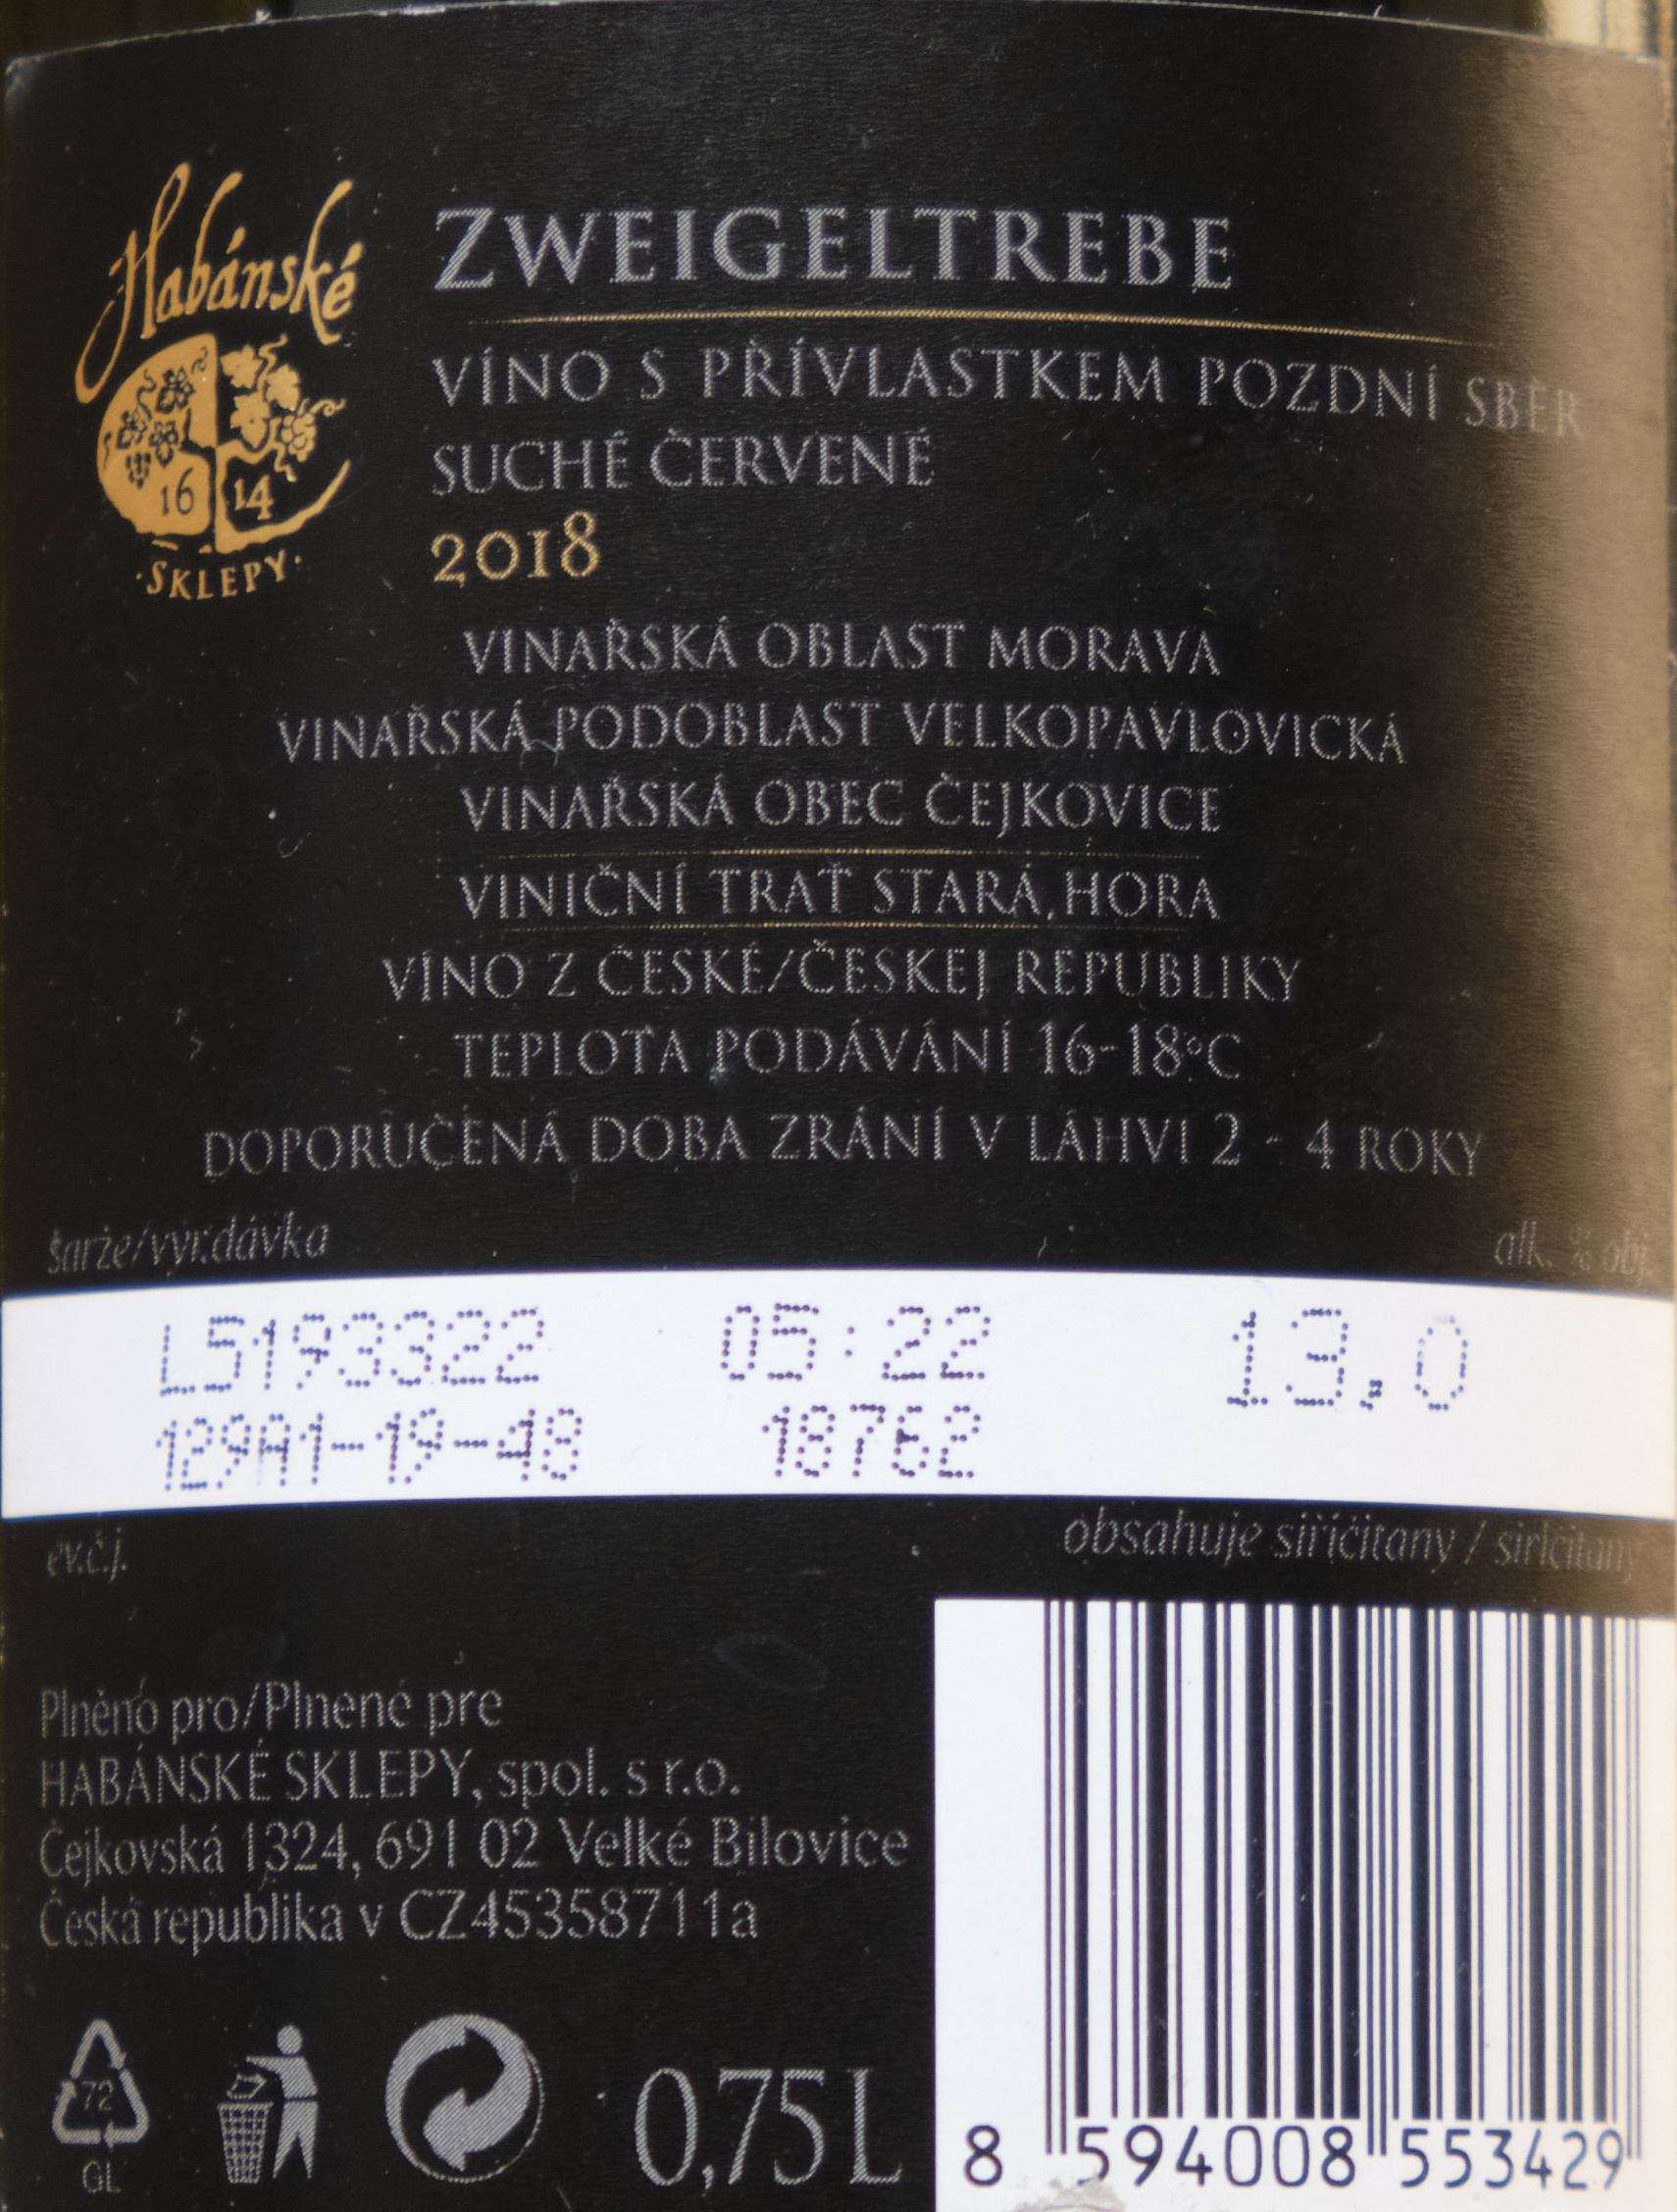 Habánské
16 14
·SKLEPY·
ZWEIGELTREBE
VÍNO S PŘÍVLASTKEM POZDNÍ SBĚR
SUCHÉ ČERVENÉ
2018
VINAŘSKÁ OBLAST MORAVA
VINAŘSKÁ PODOBLAST VELKOPAVLOVICKÁ
VINAŘSKÁ OBEC ČEJKOVICE
VINIČNÍ TRAŤ STARÁ HORA
VÍNO Z ČESKÉ/ČESKEJ REPUBLIKY
TEPLOTA PODÁVÁNÍ 16-18°C
DOPORUČENÁ DOBA ZRÁNÍ V LÁHVI 2 - 4 ROKY
šarže/výr.dávka alk. % obj.
L5193322 05:22 13,0
129A1-19-48 18762
ev.č.j. obsahuje siřičitany / siričitany
Plněno pro/Plnené pre
HABÁNSKÉ SKLEPY, spol. s r.o.
Čejkovská 1324, 691 02 Velké Bílovice
Česká republika v CZ45358711a
72
GL
0,75L
8 594008 553429